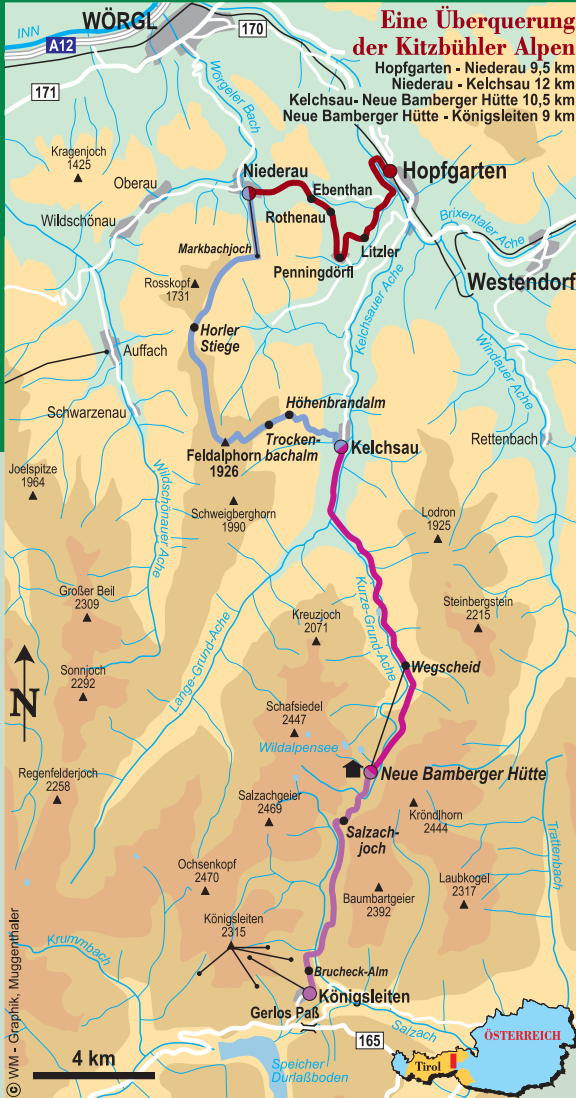 Eine Überquerung
der Kitzbühler Alpen
Hopfgarten - Niederau 9,5 km
Niederau - Kelchsau 12 km
Kelchsau- Neue Bamberger Hütte 10,5 km
Neue Bamberger Hütte - Königsleiten 9 km
WÖRGL
INN
A12
170
171
Wörgeler Bach
Kragenjoch
1425
Oberau
Niederau
Hopfgarten
Ebenthan
Rothenau
Wildschönau
Litzler
Brixentaler Ache
Markbachjoch
Penningdörfl
Westendorf
Rosskopf
1731
Kelchsauer Ache
Horler
Stiege
Auffach
Windauer Ache
Schwarzenau
Höhenbrandalm
Trocken-
bachalm
Kelchsau
Rettenbach
Feldalphorn
1926
Joelspitze
1964
Wildschönauer Ache
Schweigberghorn
1990
Lodron
1925
Großer Beil
2309
Kreuzjoch
2071
Kurze-Grund-Ache
Steinbergstein
2215
Lange-Grund-Ache
Sonnjoch
2292
Wegscheid
N
Schafsiedel
2447
Wildalpensee
Neue Bamberger Hütte
Regenfelderjoch
2258
Salzachgeier
2469
Kröndlhorn
2444
Salzach-
joch
Trattenbach
Ochsenkopf
2470
Baumbartgeier
2392
Laubkogel
2317
Königsleiten
2315
Krummbach
Brucheck-Alm
Königsleiten
Gerlos Paß
165
Salzach
ÖSTERREICH
Tirol
4 km
Speicher
Durlaßboden
© WM - Graphik, Muggenthaler